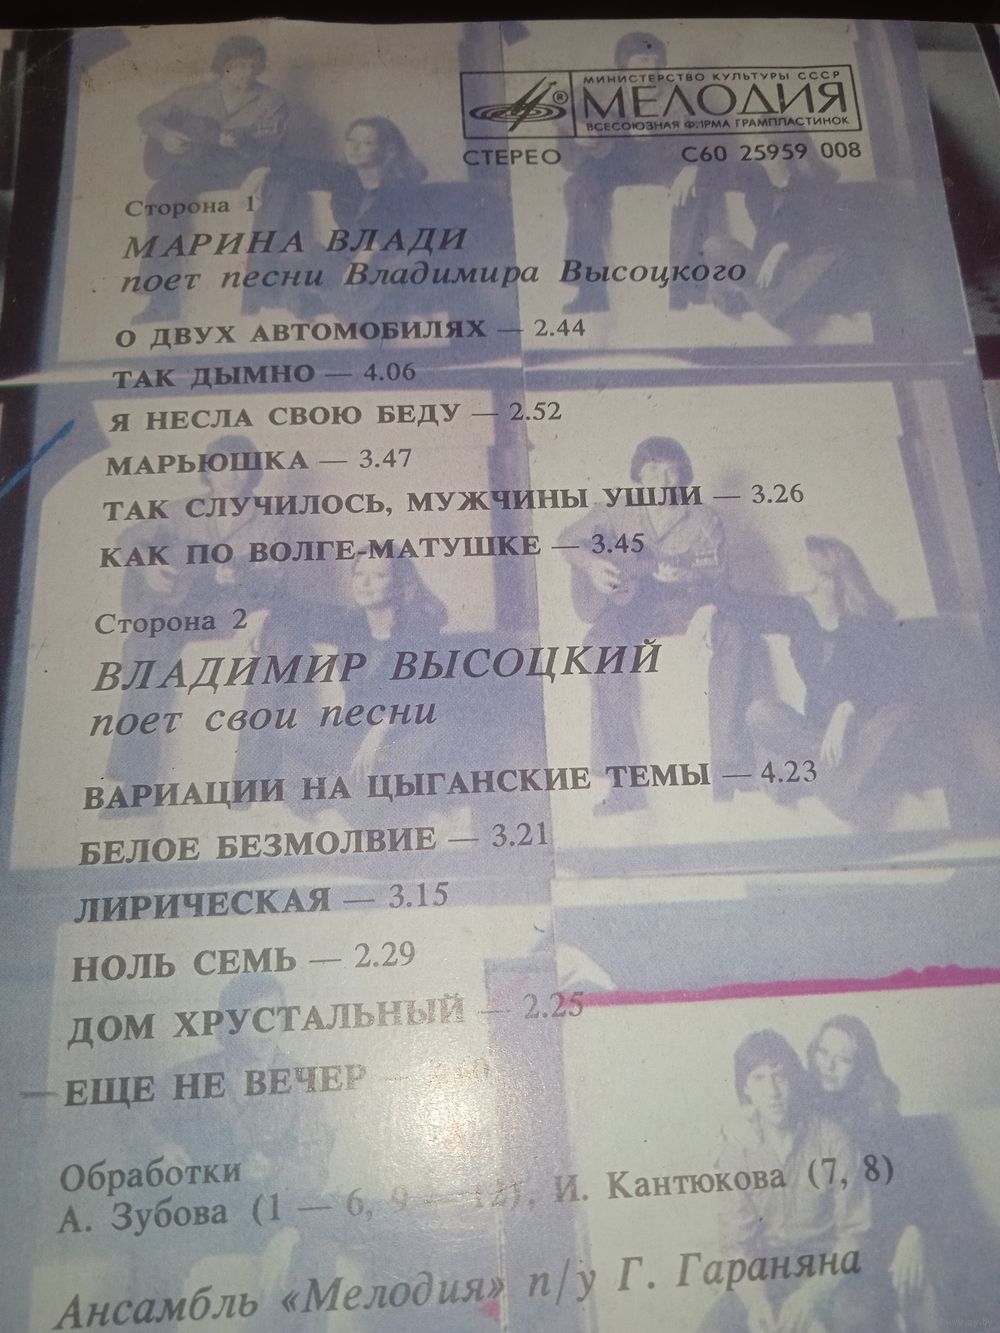 МИНИСТЕРСТВО КУЛЬТУРЫ СССР
® МЕЛОДИЯ
ВСЕСОЮЗНАЯ ФИРМА ГРАМПЛАСТИНОК
СТЕРЕО С60 25959 008
Сторона 1
МАРИНА ВЛАДИ
поет песни Владимира Высоцкого
О ДВУХ АВТОМОБИЛЯХ — 2.44
ТАК ДЫМНО — 4.06
Я НЕСЛА СВОЮ БЕДУ — 2.52
МАРЬЮШКА — 3.47
ТАК СЛУЧИЛОСЬ, МУЖЧИНЫ УШЛИ — 3.26
КАК ПО ВОЛГЕ-МАТУШКЕ — 3.45
Сторона 2
ВЛАДИМИР ВЫСОЦКИЙ
поет свои песни
ВАРИАЦИИ НА ЦЫГАНСКИЕ ТЕМЫ — 4.23
БЕЛОЕ БЕЗМОЛВИЕ — 3.21
ЛИРИЧЕСКАЯ — 3.15
НОЛЬ СЕМЬ — 2.29
ДОМ ХРУСТАЛЬНЫЙ — 2.25
ЕЩЕ НЕ ВЕЧЕР —
Обработки
А. Зубова (1 — 6, 9 — 12), И. Кантюкова (7, 8)
Ансамбль «Мелодия» п/у Г. Гараняна